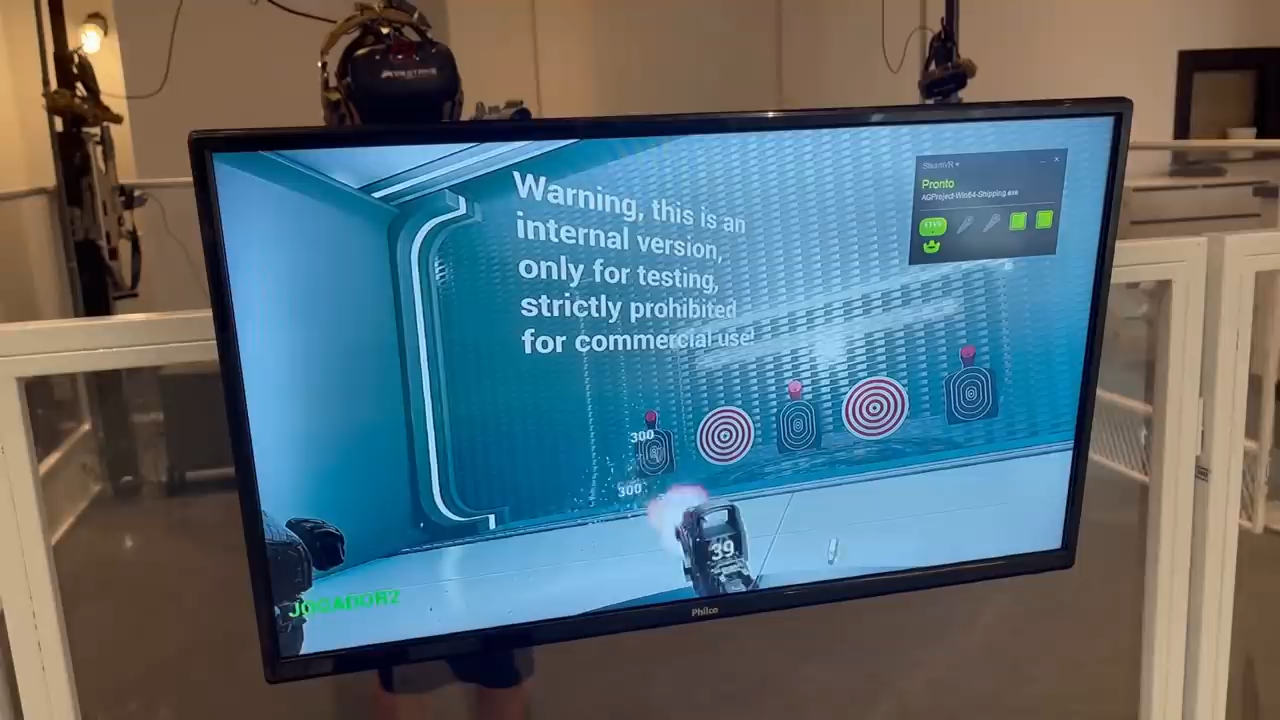 Warning, this is an
internal version,
only for testing,
strictly prohibited
for commercial use!
SteamVR
Pronto
AGProject-Win64-Shipping.exe
300
300
39
JOGADOR2
Philco